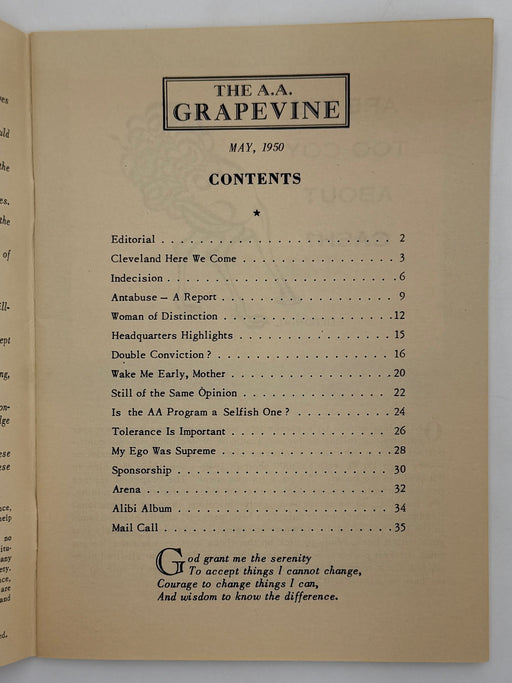 THE A.A.
GRAPEVINE
MAY, 1950
CONTENTS
Editorial . . . . . . . . . . . . . . . . . . . . . . . . 2
Cleveland Here We Come . . . . . . . . . . . . . . . 3
Indecision . . . . . . . . . . . . . . . . . . . . . . . 6
Antabuse — A Report . . . . . . . . . . . . . . . . . 9
Woman of Distinction . . . . . . . . . . . . . . . . . 12
Headquarters Highlights . . . . . . . . . . . . . . . 15
Double Conviction ? . . . . . . . . . . . . . . . . . 16
Wake Me Early, Mother . . . . . . . . . . . . . . . . 20
Still of the Same Opinion . . . . . . . . . . . . . . 22
Is the AA Program a Selfish One ? . . . . . . . . . . 24
Tolerance Is Important . . . . . . . . . . . . . . . . 26
My Ego Was Supreme . . . . . . . . . . . . . . . . . 28
Sponsorship . . . . . . . . . . . . . . . . . . . . . 30
Arena . . . . . . . . . . . . . . . . . . . . . . . . 32
Alibi Album . . . . . . . . . . . . . . . . . . . . . 34
Mail Call . . . . . . . . . . . . . . . . . . . . . . 35
God grant me the serenity
To accept things I cannot change,
Courage to change things I can,
And wisdom to know the difference.